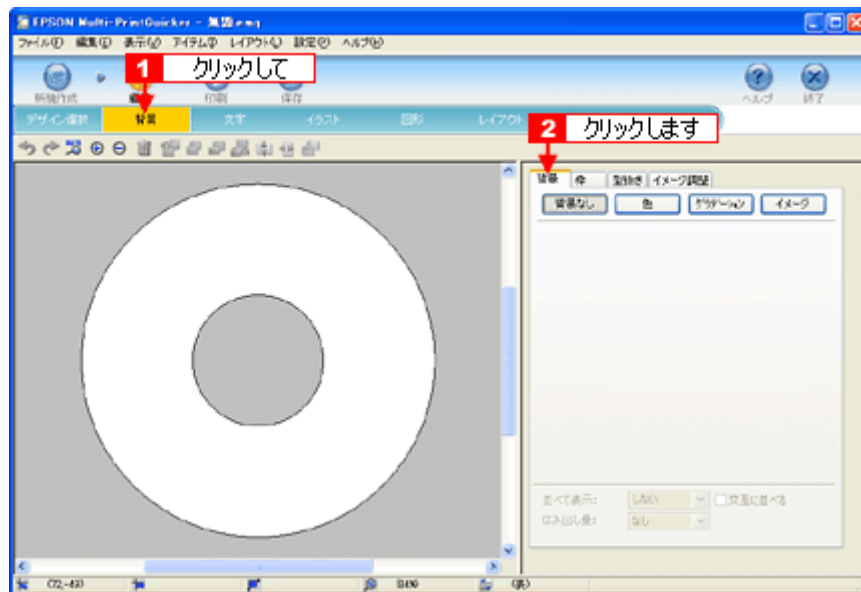 EPSON Multi-PrintQuicker - 無題.emq
ファイル(F) 編集(E) 表示(V) アイテム(I) レイアウト(L) 設定(P) ヘルプ(H)
1 クリックして
新規作成 印刷 保存 ヘルプ 終了
デザイン選択 背景 文字 イラスト 図形 レイアウト
2 クリックします
背景 枠 型抜き イメージ調整
背景なし 色 グラデーション イメージ
並べて表示: しない 交互に並べる
はみ出し量: なし
(72,-43)